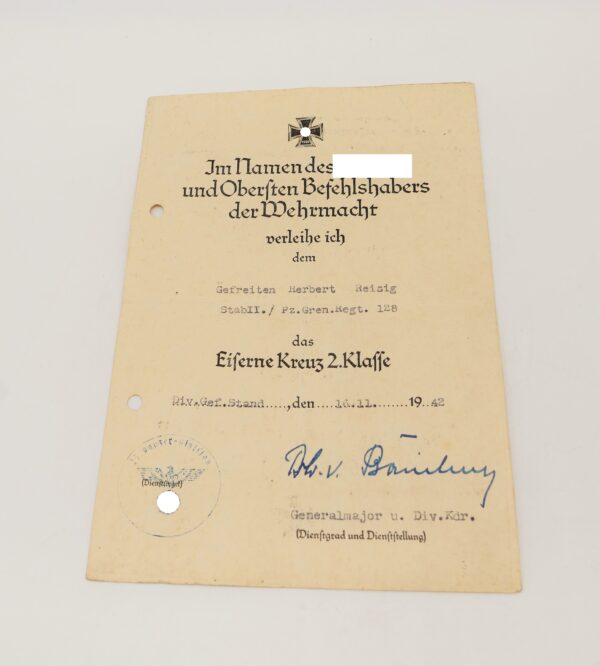 Im Namen des
und Oberſten Befehlshabers
der Wehrmacht
verleihe ich
dem
Gefreiten Herbert Reisig
StabII./ Pz.Gren.Regt. 128
das
Eiſerne Kreuz 2. Klaſſe
Div.Gef.Stand.....,den....16.11.......19..42
(Dienſtſiegel)
Generalmajor u. Div.Kdr.
(Dienſtgrad und Dienſtſtellung)